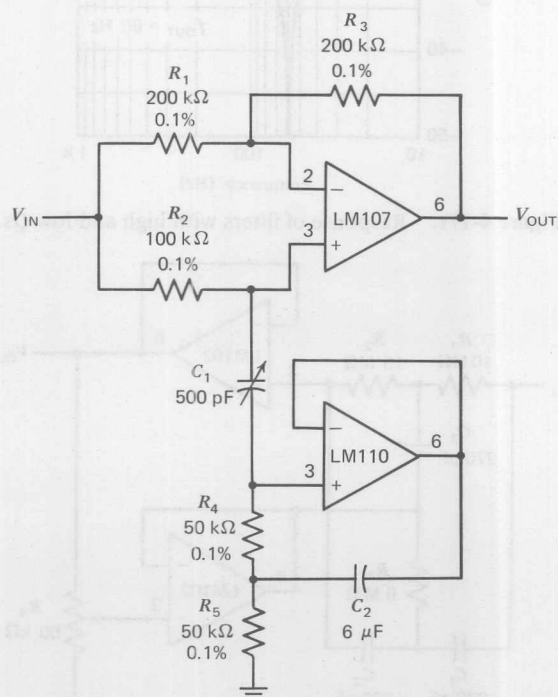 R3
200 kΩ
0.1%
R1
200 kΩ
0.1%
2
−
LM107
6
VIN
VOUT
R2
100 kΩ
0.1%
3
+
C1
500 pF
−
LM110
6
3
+
R4
50 kΩ
0.1%
C2
6 μF
R5
50 kΩ
0.1%